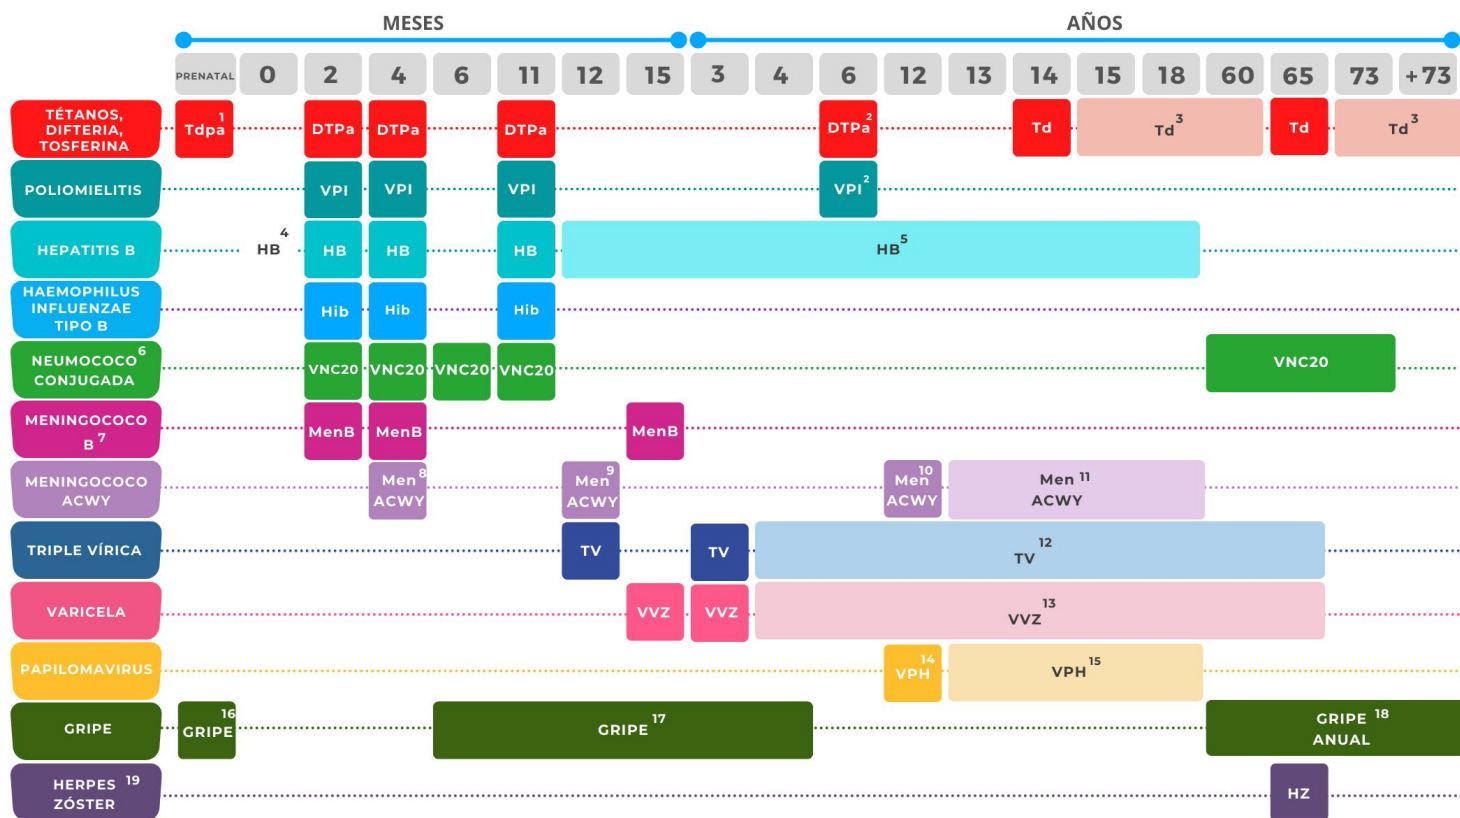 MESES AÑOS
PRENATAL 0 2 4 6 11 12 15 3 4 6 12 13 14 15 18 60 65 73 +73
TÉTANOS,
DIFTERIA,
TOSFERINA
Tdpa 1 DTPa DTPa DTPa DTPa 2 Td Td 3 Td Td 3
POLIOMIELITIS VPI VPI VPI VPI 2
HEPATITIS B HB 4 HB HB HB HB 5
HAEMOPHILUS
INFLUENZAE
TIPO B
Hib Hib Hib
NEUMOCOCO 6
CONJUGADA
VNC20 VNC20 VNC20 VNC20 VNC20
MENINGOCOCO
B 7
MenB MenB MenB
MENINGOCOCO
ACWY
Men 8 Men 9 Men 10 Men 11
ACWY ACWY ACWY ACWY
TRIPLE VÍRICA TV TV TV 12
VARICELA VVZ VVZ VVZ 13
PAPILOMAVIRUS VPH 14 VPH 15
GRIPE GRIPE 16 GRIPE 17 GRIPE 18
ANUAL
HERPES 19
ZÓSTER
HZ